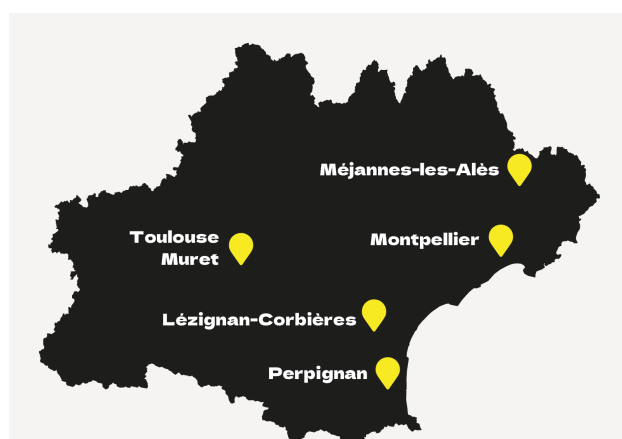 Méjannes-les-Alès
Toulouse
Muret
Montpellier
Lézignan-Corbières
Perpignan